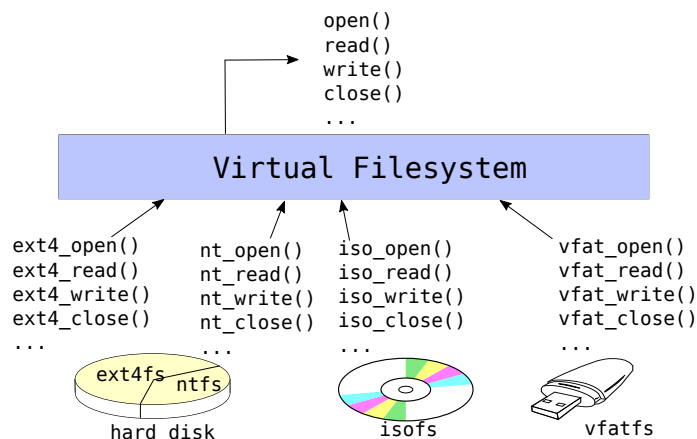 open()
read()
write()
close()
...
Virtual Filesystem
ext4_open()
ext4_read()
ext4_write()
ext4_close()
...
nt_open()
nt_read()
nt_write()
nt_close()
...
iso_open()
iso_read()
iso_write()
iso_close()
...
vfat_open()
vfat_read()
vfat_write()
vfat_close()
...
ext4fs
ntfs
hard disk
isofs
vfatfs